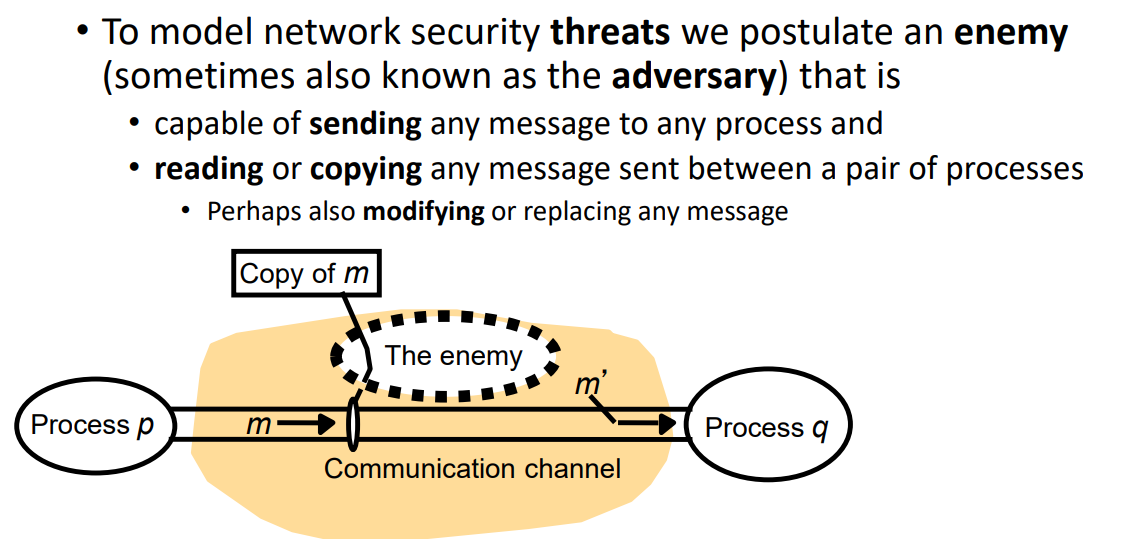 • To model network security threats we postulate an enemy
(sometimes also known as the adversary) that is
• capable of sending any message to any process and
• reading or copying any message sent between a pair of processes
• Perhaps also modifying or replacing any message
Copy of m
The enemy
m’
Process p
m
Process q
Communication channel